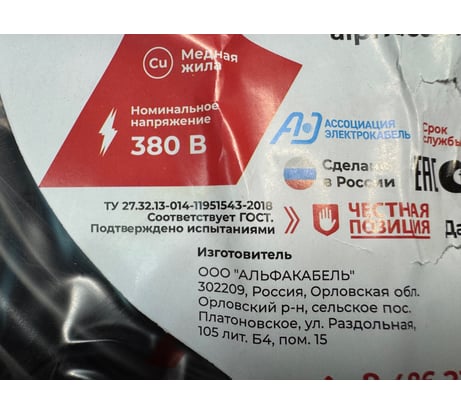 Cu
Медная
жила
Номинальное
напряжение
380 В
АССОЦИАЦИЯ
ЭЛЕКТРОКАБЕЛЬ
Срок
службы
Сделано
в России
EAC
ТУ 27.32.13-014-11951543-2018
Соответствует ГОСТ.
Подтверждено испытаниями
ЧЕСТНАЯ
ПОЗИЦИЯ
Да
Изготовитель
ООО "АЛЬФАКАБЕЛЬ"
302209, Россия, Орловская обл.
Орловский р-н, сельское пос.
Платоновское, ул. Раздольная,
105 лит. Б4, пом. 15